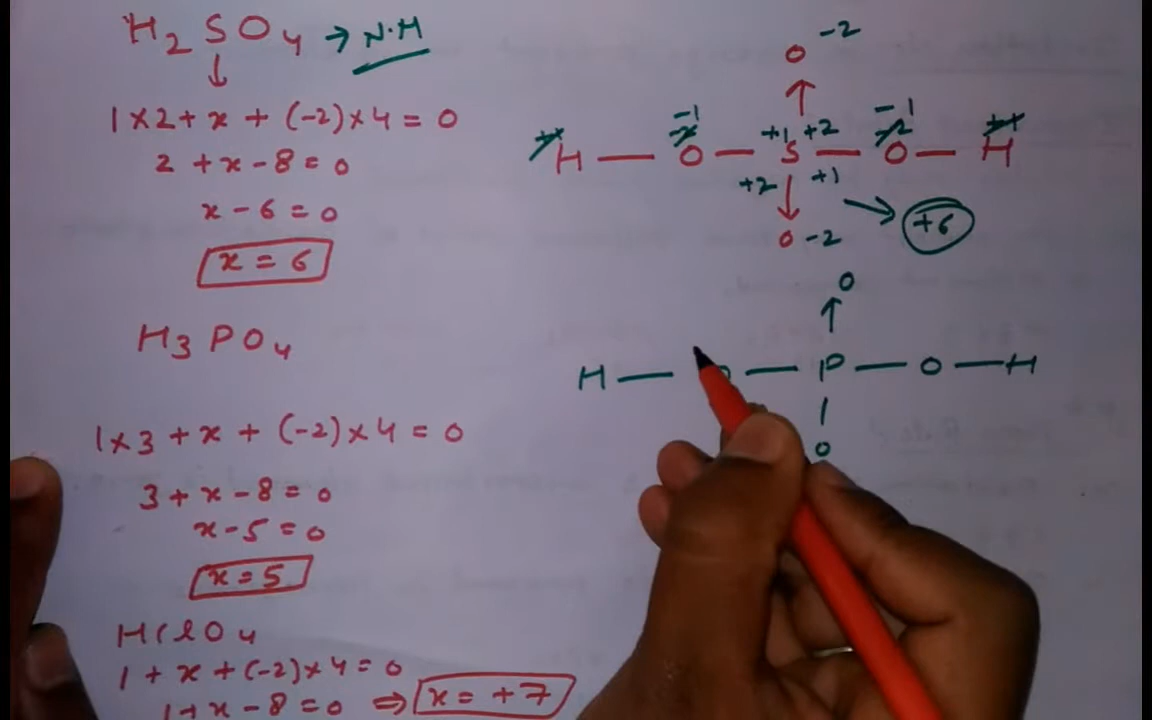 H2SO4 → N.H
↓
1×2+x+(-2)×4=0
2+x-8=0
x-6=0
x=6
H3PO4
1×3+x+(-2)×4=0
3+x-8=0
x-5=0
x=5
HClO4
1+x+(-2)×4=0
1+x-8=0 ⇒ x=+7
O -2
↑
-1 +1 +2 -1
H — O — S — O — H
+2 ↓ +1 → +6
O -2
O
↑
H — O — P — O — H
|
O